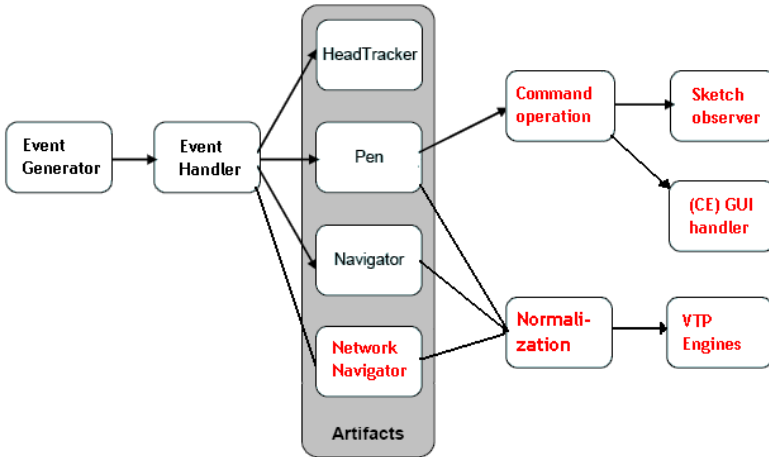 Event
Generator
Event
Handler
HeadTracker
Pen
Navigator
Network
Navigator
Artifacts
Command
operation
Sketch
observer
(CE) GUI
handler
Normali-
zation
VTP
Engines